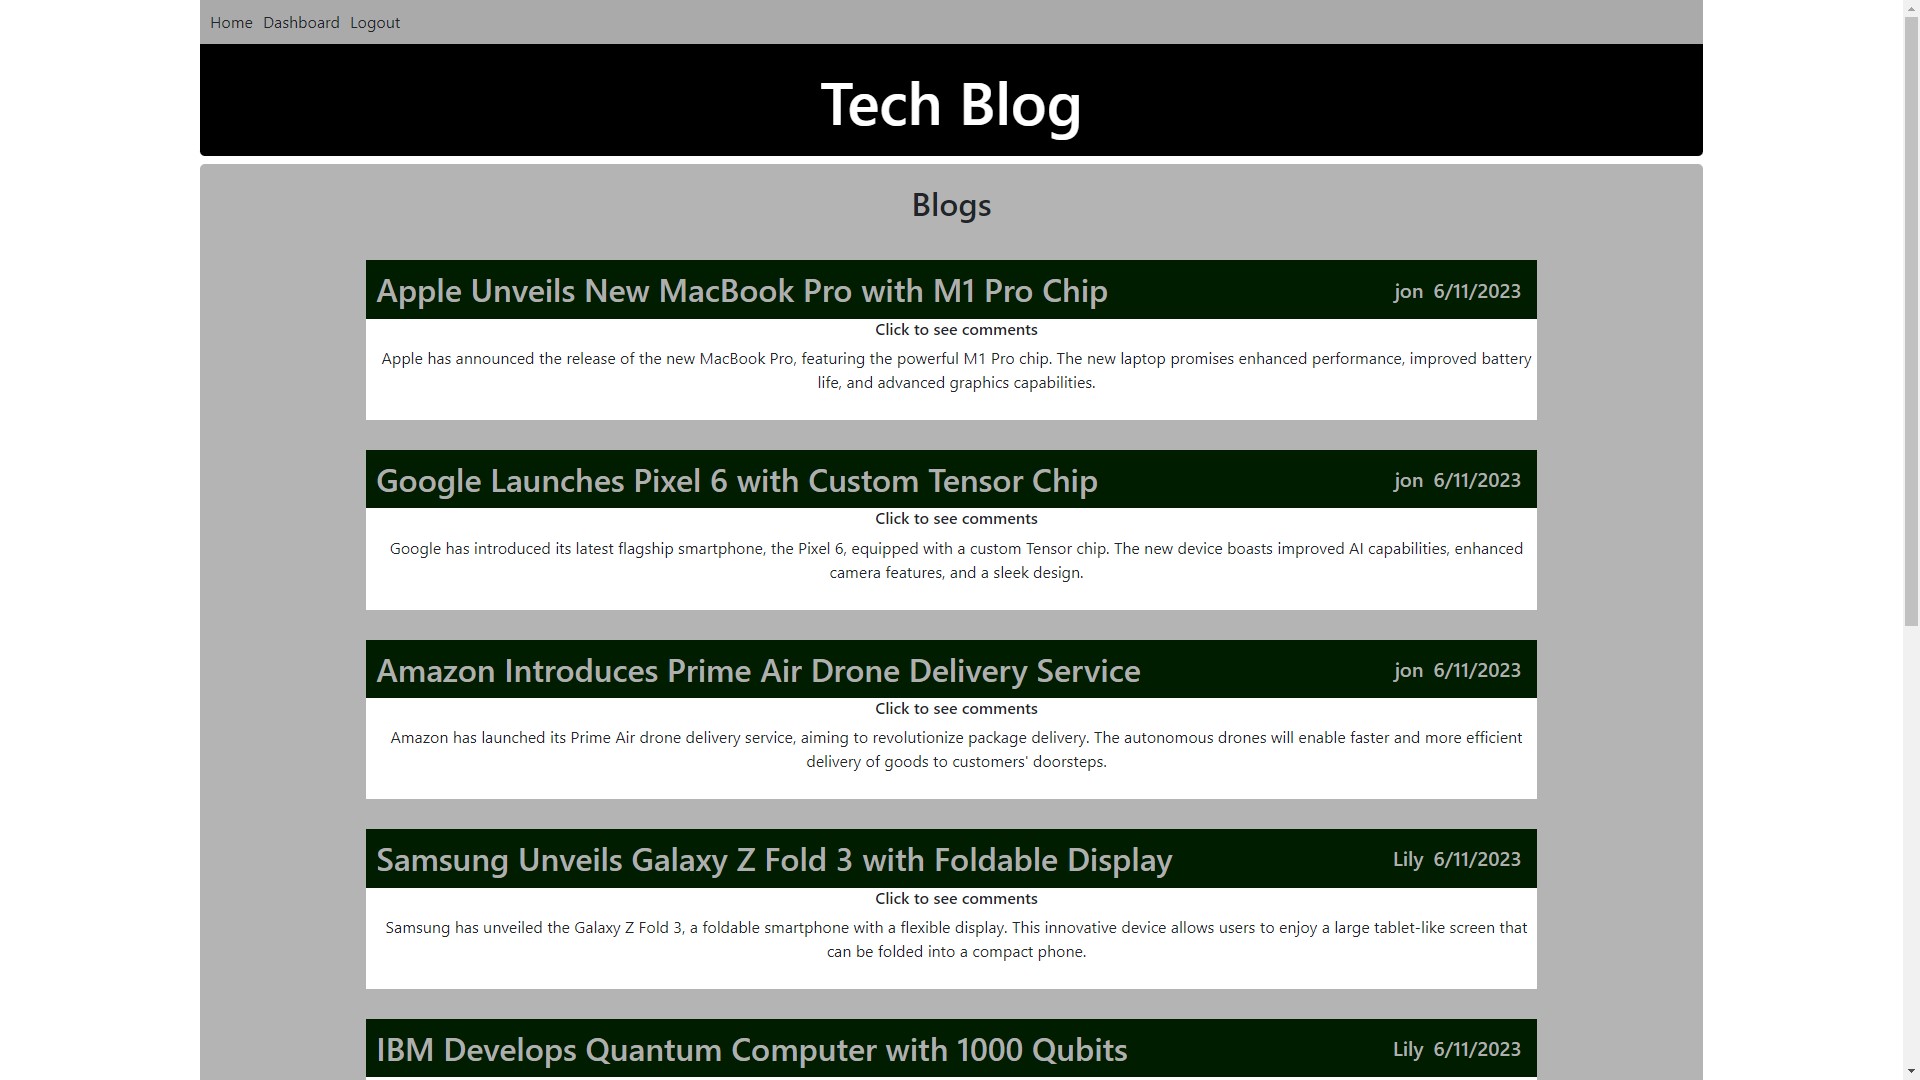 Home Dashboard Logout
Tech Blog
Blogs
Apple Unveils New MacBook Pro with M1 Pro Chip jon 6/11/2023
Click to see comments
Apple has announced the release of the new MacBook Pro, featuring the powerful M1 Pro chip. The new laptop promises enhanced performance, improved battery
life, and advanced graphics capabilities.
Google Launches Pixel 6 with Custom Tensor Chip jon 6/11/2023
Click to see comments
Google has introduced its latest flagship smartphone, the Pixel 6, equipped with a custom Tensor chip. The new device boasts improved AI capabilities, enhanced
camera features, and a sleek design.
Amazon Introduces Prime Air Drone Delivery Service jon 6/11/2023
Click to see comments
Amazon has launched its Prime Air drone delivery service, aiming to revolutionize package delivery. The autonomous drones will enable faster and more efficient
delivery of goods to customers' doorsteps.
Samsung Unveils Galaxy Z Fold 3 with Foldable Display Lily 6/11/2023
Click to see comments
Samsung has unveiled the Galaxy Z Fold 3, a foldable smartphone with a flexible display. This innovative device allows users to enjoy a large tablet-like screen that
can be folded into a compact phone.
IBM Develops Quantum Computer with 1000 Qubits Lily 6/11/2023